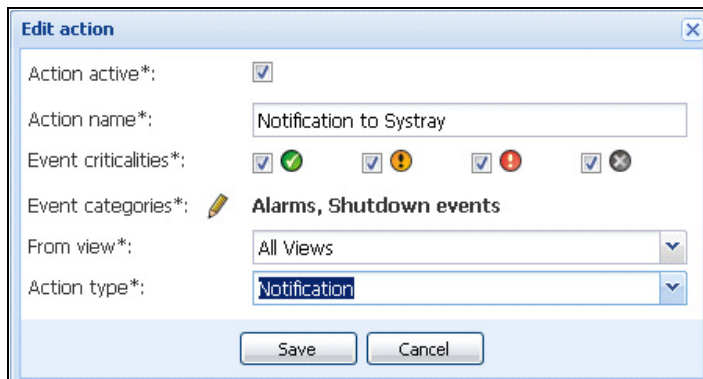 Edit action
Action active*:
Action name*: Notification to Systray
Event criticalities*:
Event categories*: Alarms, Shutdown events
From view*: All Views
Action type*: Notification
Save Cancel